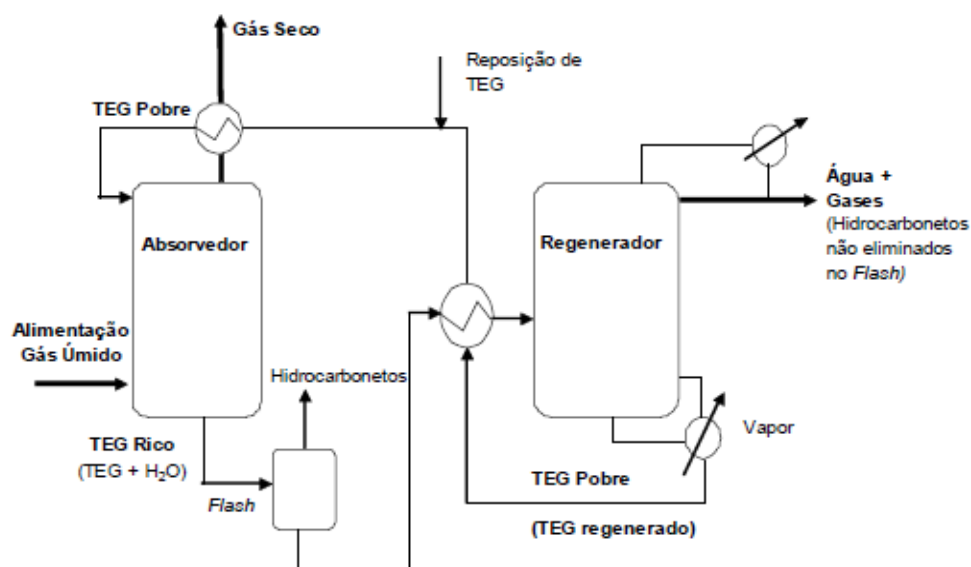 Gás Seco
Reposição de
TEG
TEG Pobre
Água +
Gases
(Hidrocarbonetos
não eliminados
no Flash)
Absorvedor
Regenerador
Alimentação
Gás Úmido
Hidrocarbonetos
TEG Rico
(TEG + H₂O)
Flash
Vapor
TEG Pobre
(TEG regenerado)